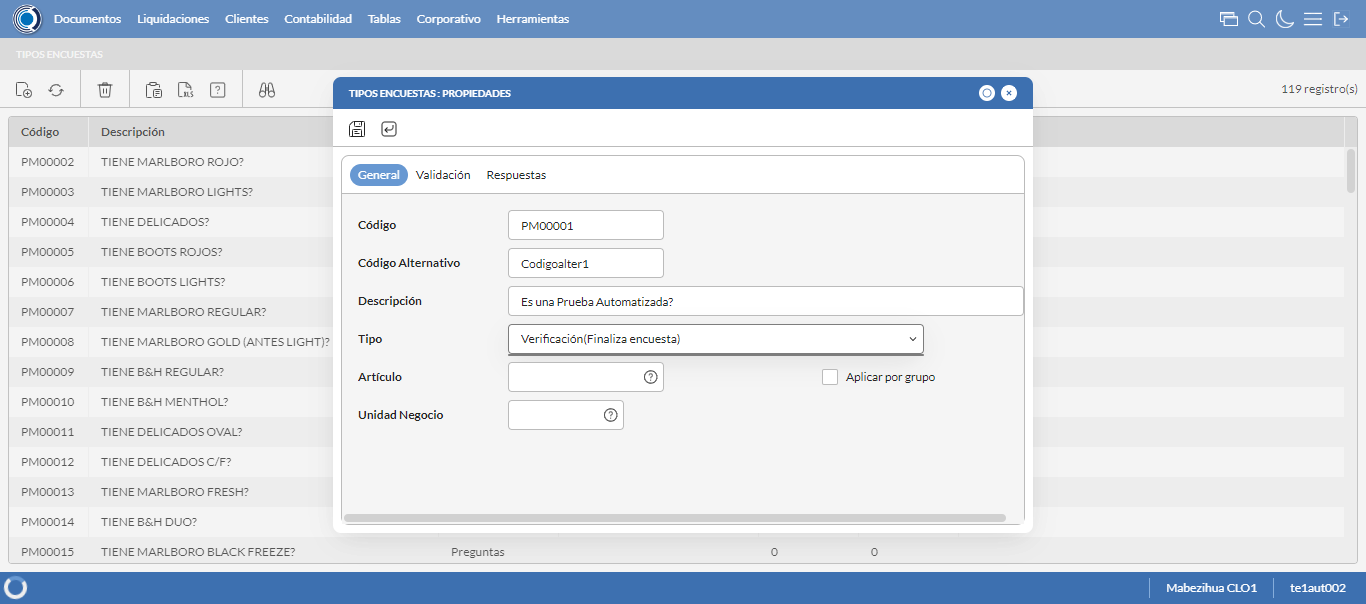 Documentos Liquidaciones Clientes Contabilidad Tablas Corporativo Herramientas
TIPOS ENCUESTAS
XLS
119 registro(s)
TIPOS ENCUESTAS : PROPIEDADES
General Validación Respuestas
Código PM00001
Código Alternativo Codigoalter1
Descripción Es una Prueba Automatizada?
Tipo Verificación(Finaliza encuesta)
Artículo Aplicar por grupo
Unidad Negocio
Código Descripción
PM00002 TIENE MARLBORO ROJO?
PM00003 TIENE MARLBORO LIGHTS?
PM00004 TIENE DELICADOS?
PM00005 TIENE BOOTS ROJOS?
PM00006 TIENE BOOTS LIGHTS?
PM00007 TIENE MARLBORO REGULAR?
PM00008 TIENE MARLBORO GOLD (ANTES LIGHT)?
PM00009 TIENE B&H REGULAR?
PM00010 TIENE B&H MENTHOL?
PM00011 TIENE DELICADOS OVAL?
PM00012 TIENE DELICADOS C/F?
PM00013 TIENE MARLBORO FRESH?
PM00014 TIENE B&H DUO?
PM00015 TIENE MARLBORO BLACK FREEZE? Preguntas 0 0
Mabezihua CLO1 te1aut002